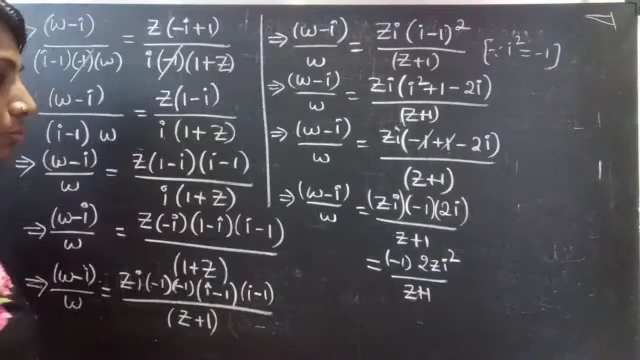 (w-i)/((i-1)(-1)(w)) = z(-i+1)/(i(-1)(1+z))
(w-i)/((i-1) w) = z(1-i)/(i(1+z))
⇒ (w-i)/w = z(1-i)(i-1)/(i(1+z))
⇒ (w-i)/w = z(-i)(1-i)(i-1)/(1+z)
⇒ (w-i)/w = zi(-1)(-1)(i-1)(i-1)/(z+1)
⇒ (w-i)/w = zi(i-1)²/(z+1) [∵ i²=-1]
⇒ (w-i)/w = zi(i²+1-2i)/(z+1)
⇒ (w-i)/w = zi(-1+1-2i)/(z+1)
⇒ (w-i)/w = (zi)(-1)(2i)/(z+1)
= (-1) 2zi²/(z+1)